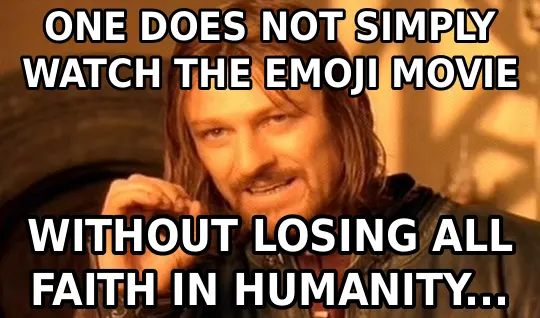 ONE DOES NOT SIMPLY
WATCH THE EMOJI MOVIE
WITHOUT LOSING ALL
FAITH IN HUMANITY...